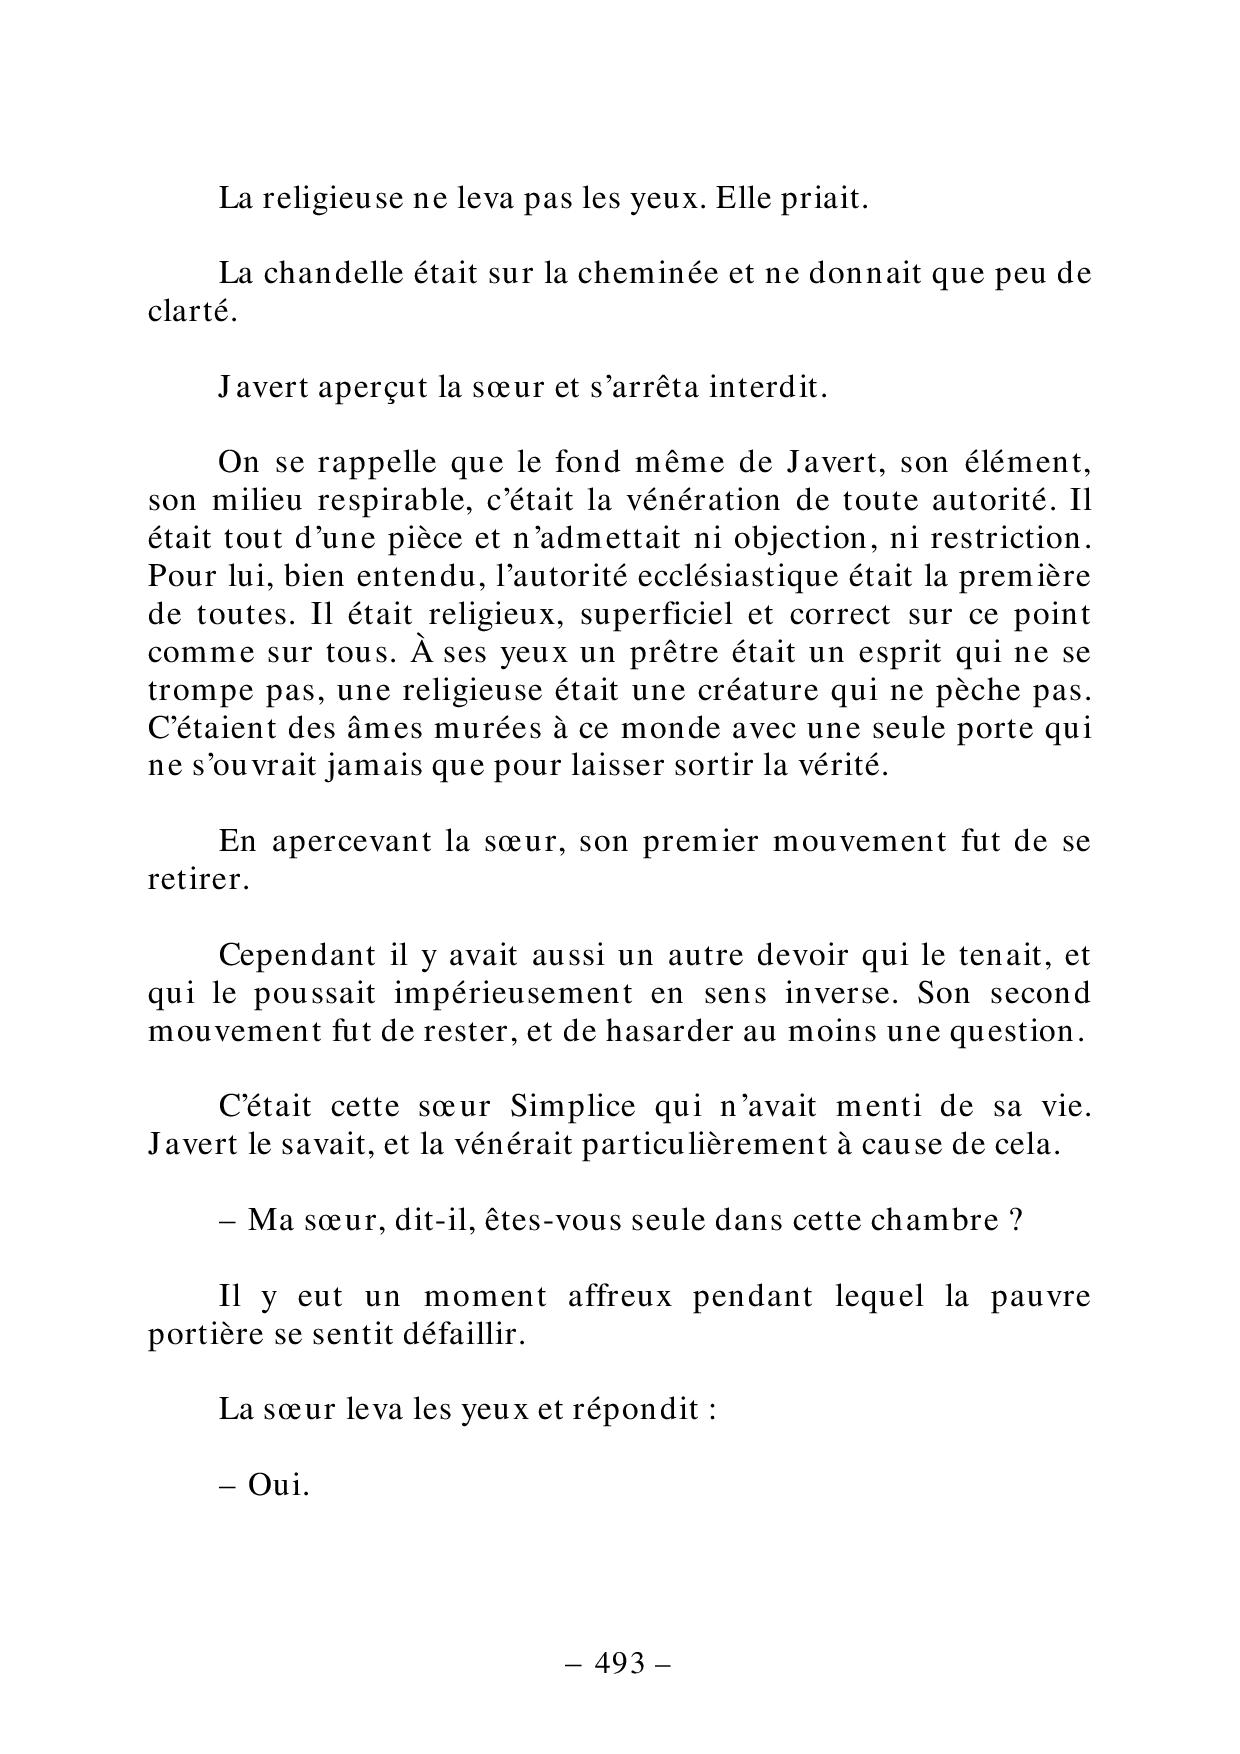 La religieuse ne leva pas les yeux. Elle priait.
La chandelle était sur la cheminée et ne donnait que peu de
clarté.
Javert aperçut la sœur et s’arrêta interdit.
On se rappelle que le fond même de Javert, son élément,
son milieu respirable, c’était la vénération de toute autorité. Il
était tout d’une pièce et n’admettait ni objection, ni restriction.
Pour lui, bien entendu, l’autorité ecclésiastique était la première
de toutes. Il était religieux, superficiel et correct sur ce point
comme sur tous. À ses yeux un prêtre était un esprit qui ne se
trompe pas, une religieuse était une créature qui ne pèche pas.
C’étaient des âmes murées à ce monde avec une seule porte qui
ne s’ouvrait jamais que pour laisser sortir la vérité.
En apercevant la sœur, son premier mouvement fut de se
retirer.
Cependant il y avait aussi un autre devoir qui le tenait, et
qui le poussait impérieusement en sens inverse. Son second
mouvement fut de rester, et de hasarder au moins une question.
C’était cette sœur Simplice qui n’avait menti de sa vie.
Javert le savait, et la vénérait particulièrement à cause de cela.
– Ma sœur, dit-il, êtes-vous seule dans cette chambre ?
Il y eut un moment affreux pendant lequel la pauvre
portière se sentit défaillir.
La sœur leva les yeux et répondit :
– Oui.
– 493 –